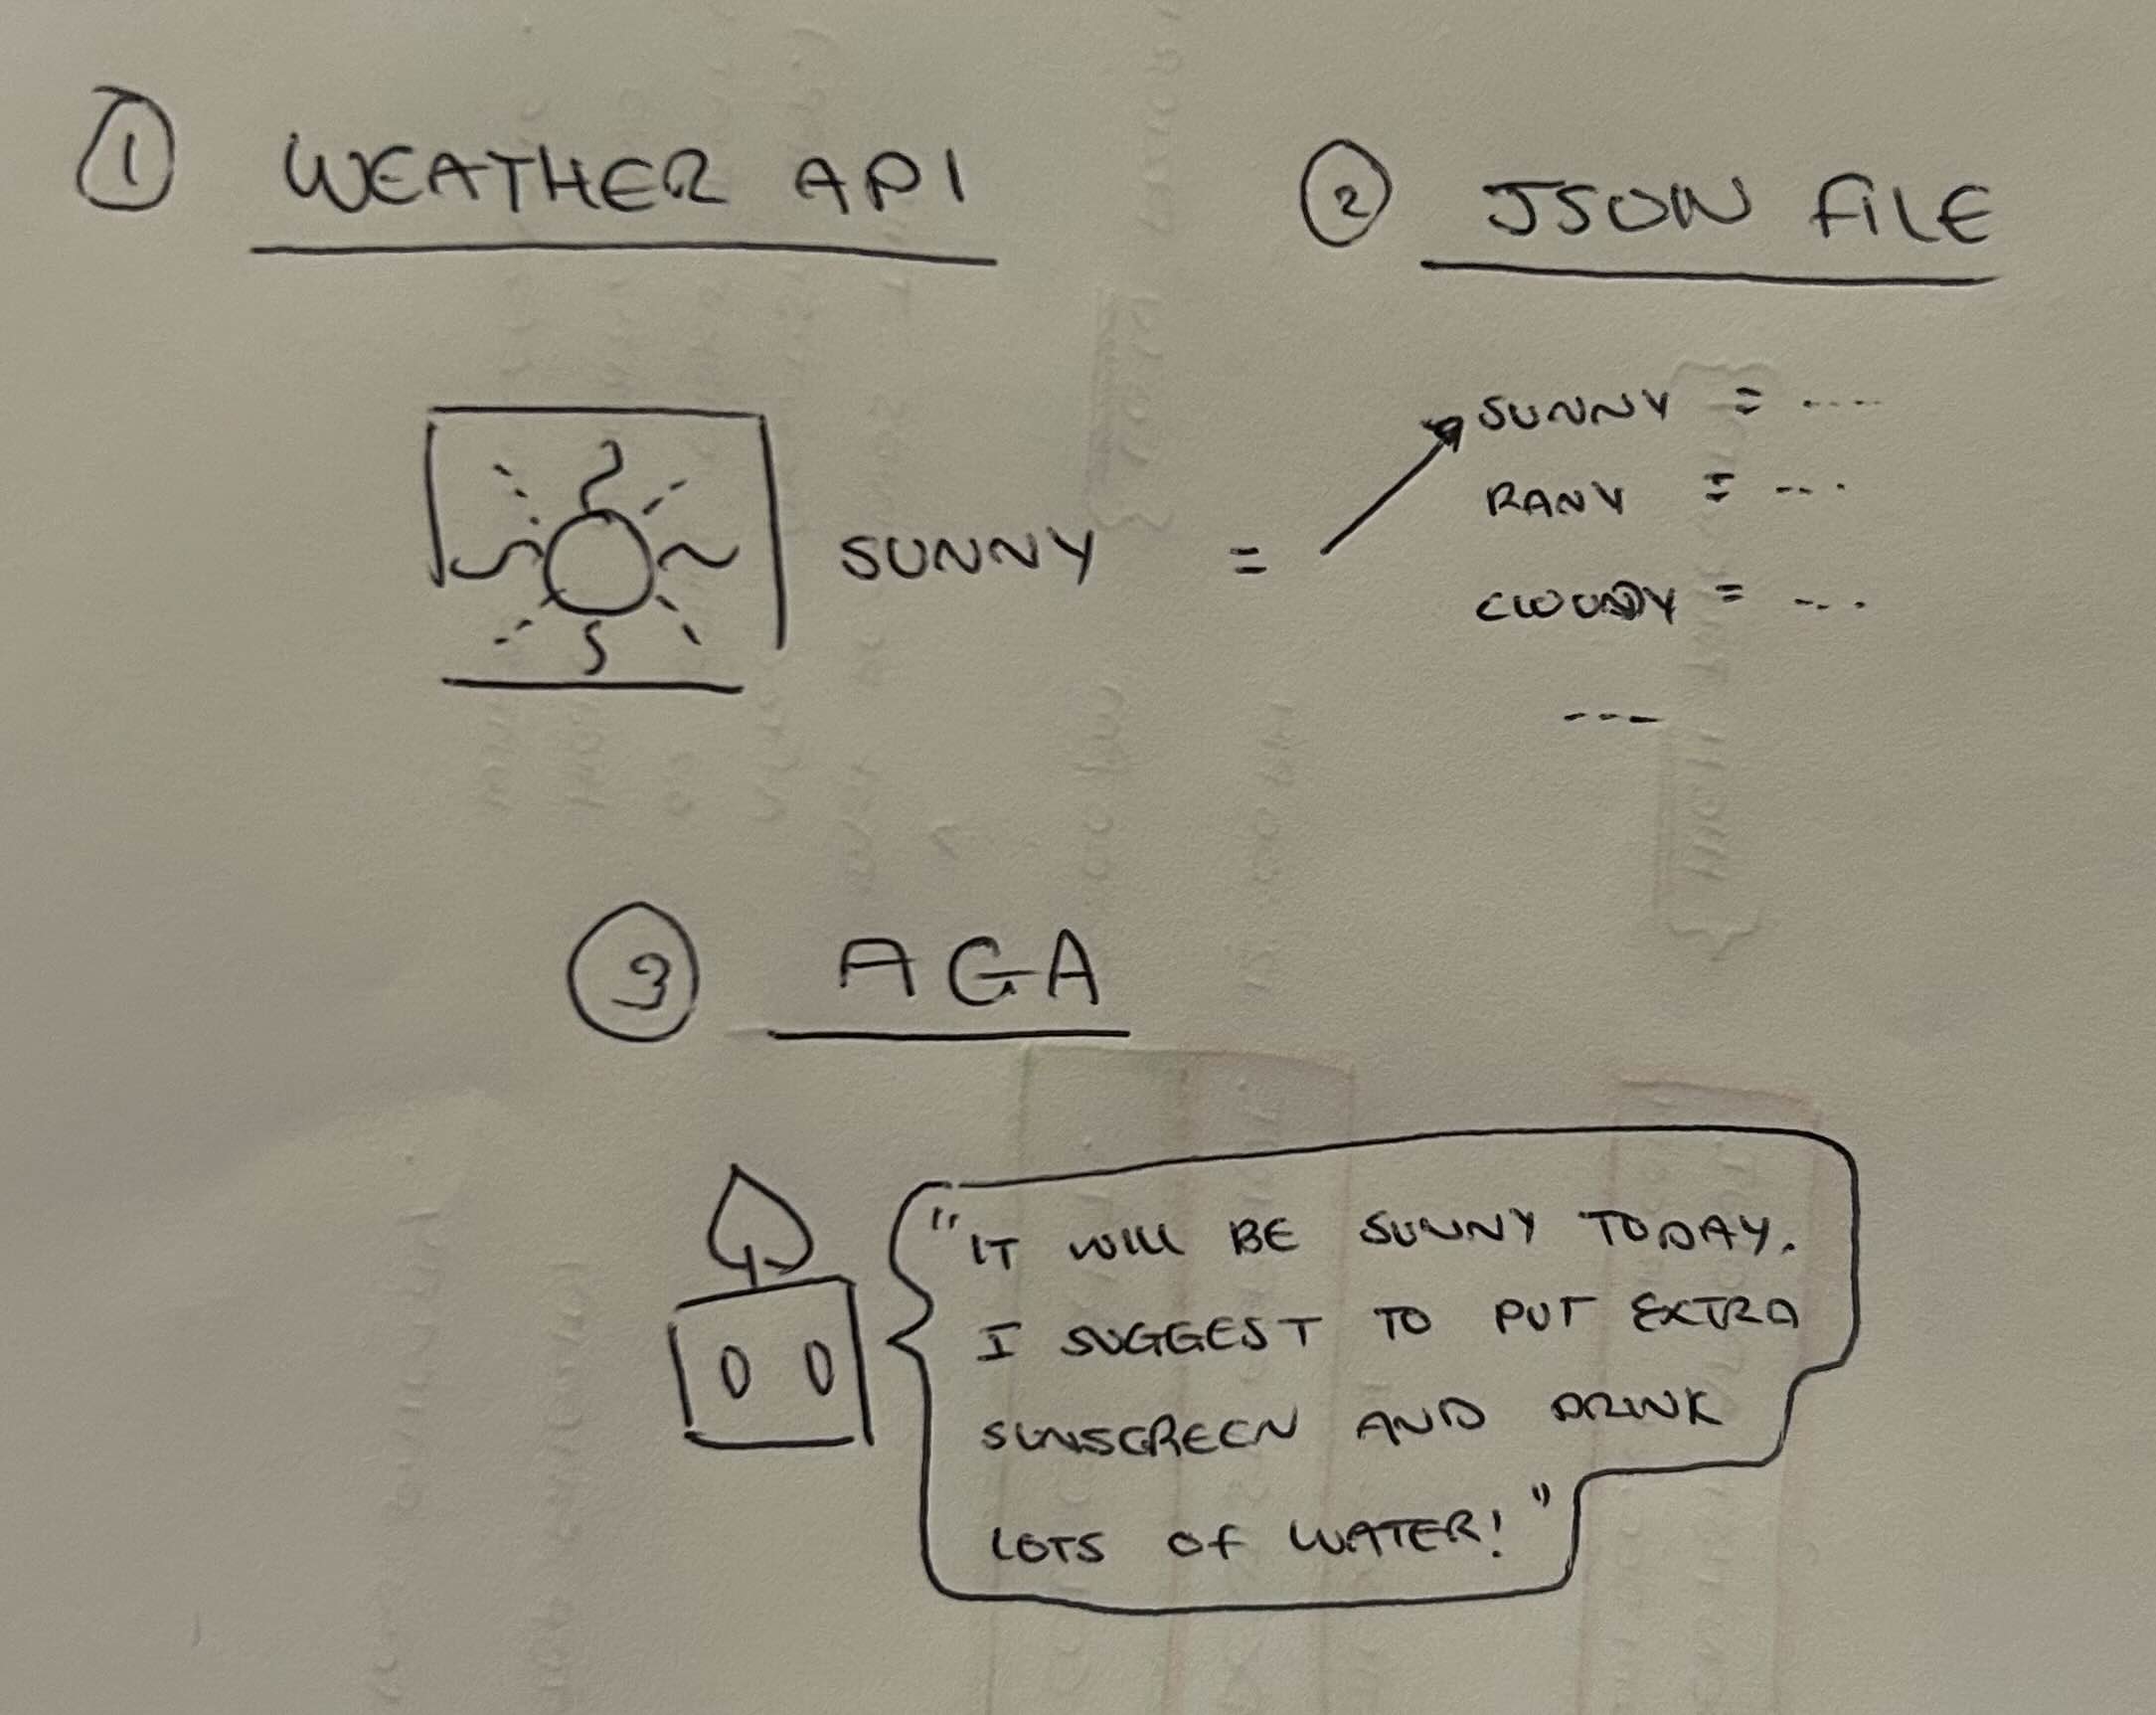 ① WEATHER API
SUNNY =
② JSON FILE
SUNNY = ....
RANY = ...
CLOUDY = ...
---
③ AGA
"IT WILL BE SUNNY TODAY.
I SUGGEST TO PUT EXTRA
SUNSCREEN AND DRINK
LOTS OF WATER!"